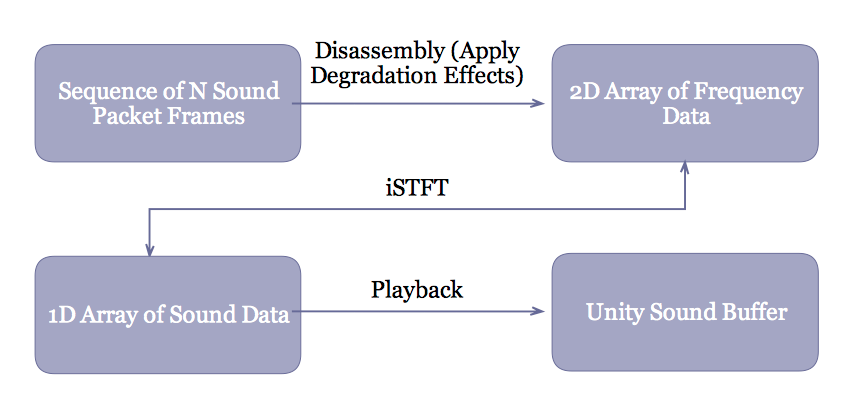 Sequence of N Sound
Packet Frames
Disassembly (Apply
Degradation Effects)
2D Array of Frequency
Data
iSTFT
1D Array of Sound Data
Playback
Unity Sound Buffer